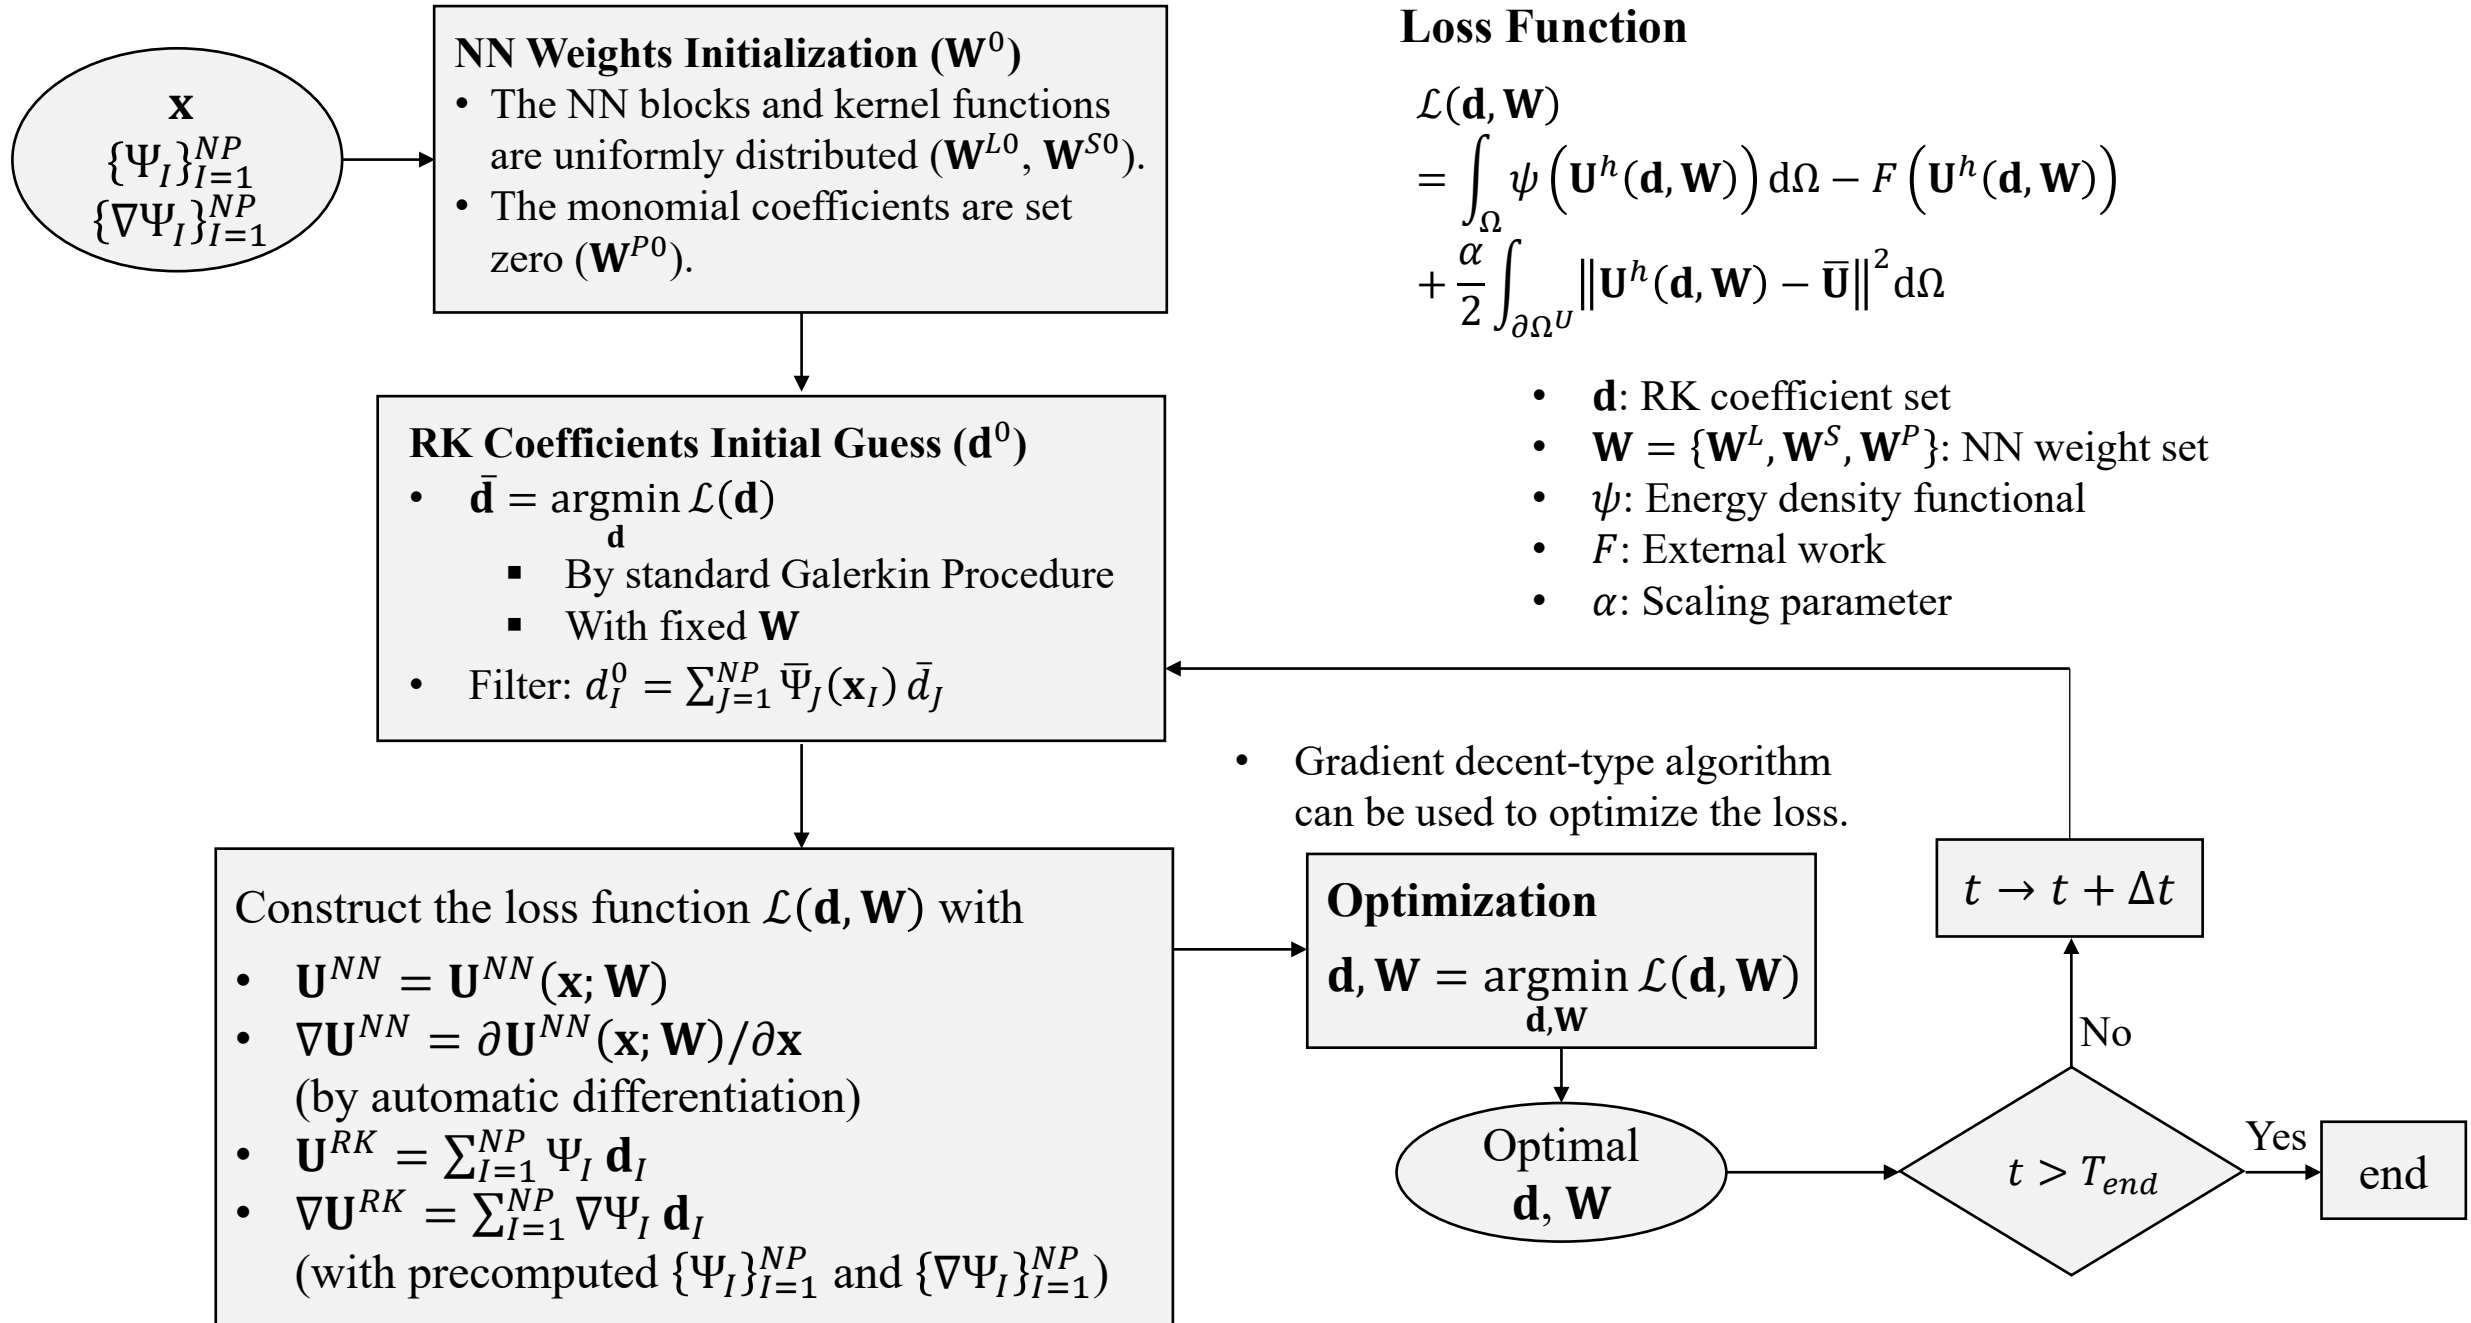 x
{Ψ_I}_{I=1}^{NP}
{∇Ψ_I}_{I=1}^{NP}
NN Weights Initialization (W^0)
• The NN blocks and kernel functions
are uniformly distributed (W^{L0}, W^{S0}).
• The monomial coefficients are set
zero (W^{P0}).
RK Coefficients Initial Guess (d^0)
• d̄ = argmin ℒ(d)
d
▪ By standard Galerkin Procedure
▪ With fixed W
• Filter: d_I^0 = ∑_{J=1}^{NP} Ψ̄_J(x_I) d̄_J
Construct the loss function ℒ(d, W) with
• U^{NN} = U^{NN}(x; W)
• ∇U^{NN} = ∂U^{NN}(x; W)/∂x
(by automatic differentiation)
• U^{RK} = ∑_{I=1}^{NP} Ψ_I d_I
• ∇U^{RK} = ∑_{I=1}^{NP} ∇Ψ_I d_I
(with precomputed {Ψ_I}_{I=1}^{NP} and {∇Ψ_I}_{I=1}^{NP})
Loss Function
ℒ(d, W)
= ∫_Ω ψ(U^h(d, W)) dΩ − F(U^h(d, W))
+ α/2 ∫_{∂Ω^U} ‖U^h(d, W) − Ū‖^2 dΩ
• d: RK coefficient set
• W = {W^L, W^S, W^P}: NN weight set
• ψ: Energy density functional
• F: External work
• α: Scaling parameter
• Gradient decent-type algorithm
can be used to optimize the loss.
Optimization
d, W = argmin ℒ(d, W)
d,W
Optimal
d, W
t > T_{end}
No
t → t + Δt
Yes
end